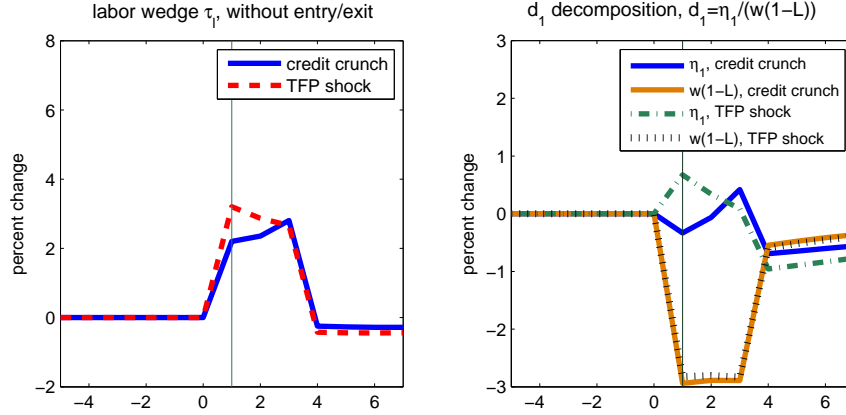 labor wedge τ_l, without entry/exit
percent change
8
6
4
2
0
−2
−4 −2 0 2 4 6
credit crunch
TFP shock
d_1 decomposition, d_1=η_1/(w(1−L))
percent change
3
2
1
0
−1
−2
−3
−4 −2 0 2 4 6
η_1, credit crunch
w(1−L), credit crunch
η_1, TFP shock
w(1−L), TFP shock